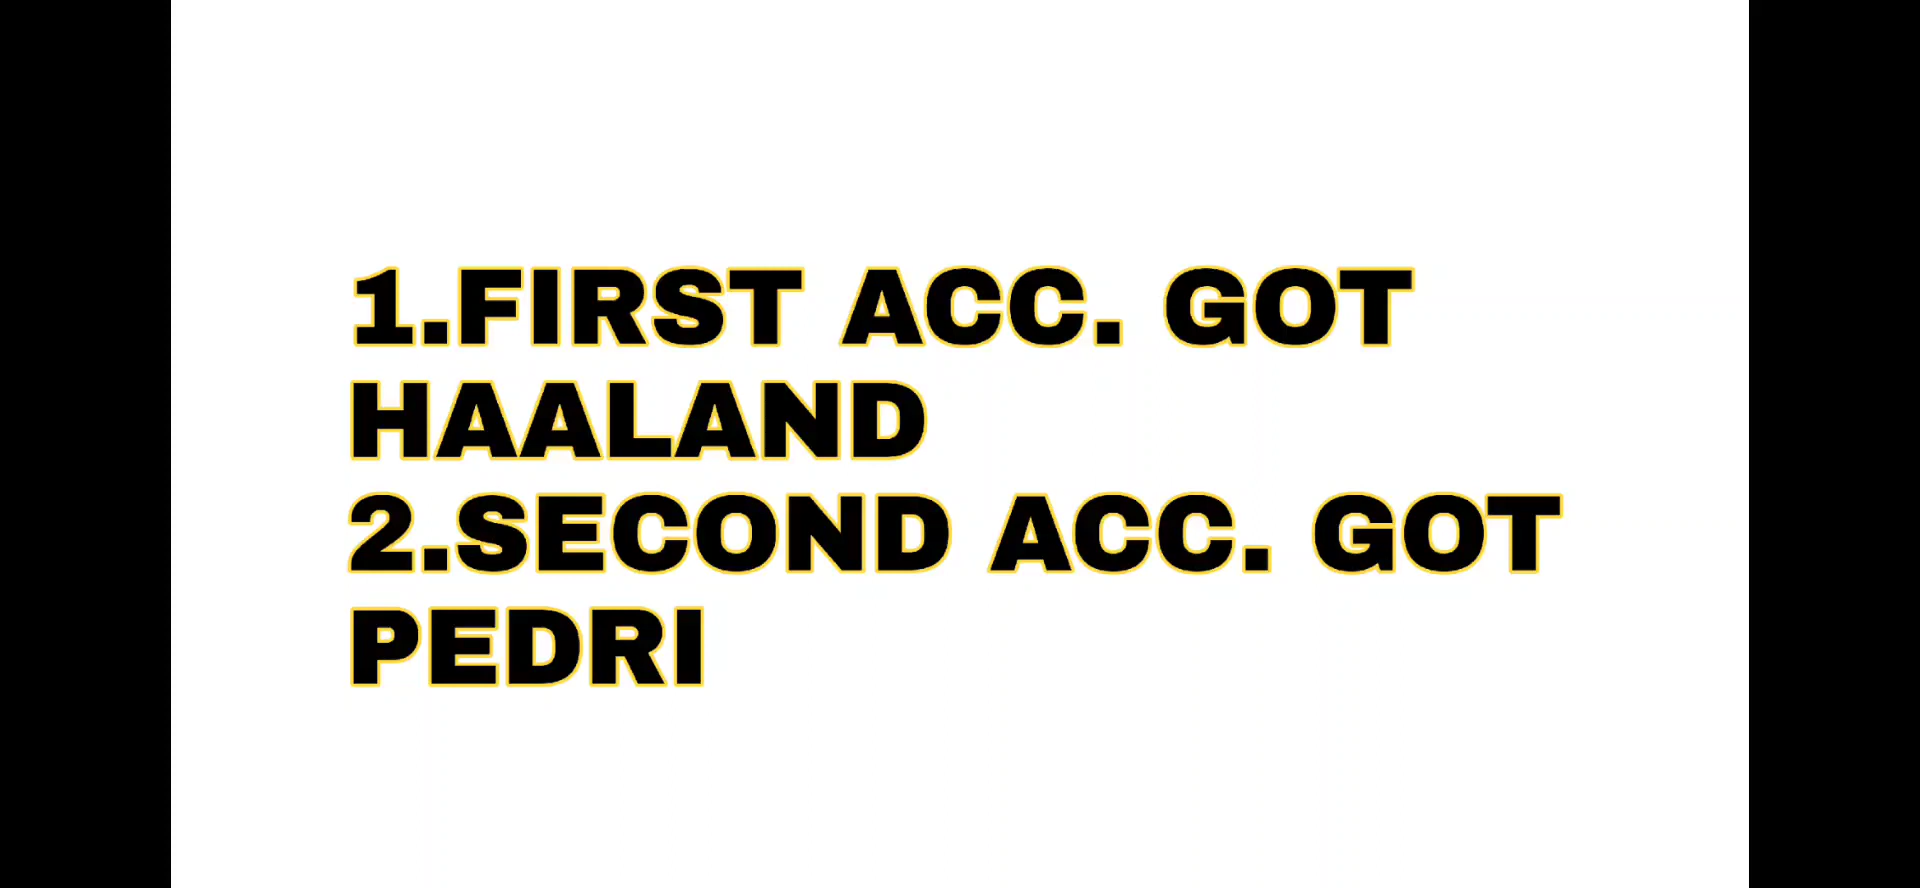 1.FIRST ACC. GOT
HAALAND
2.SECOND ACC. GOT
PEDRI